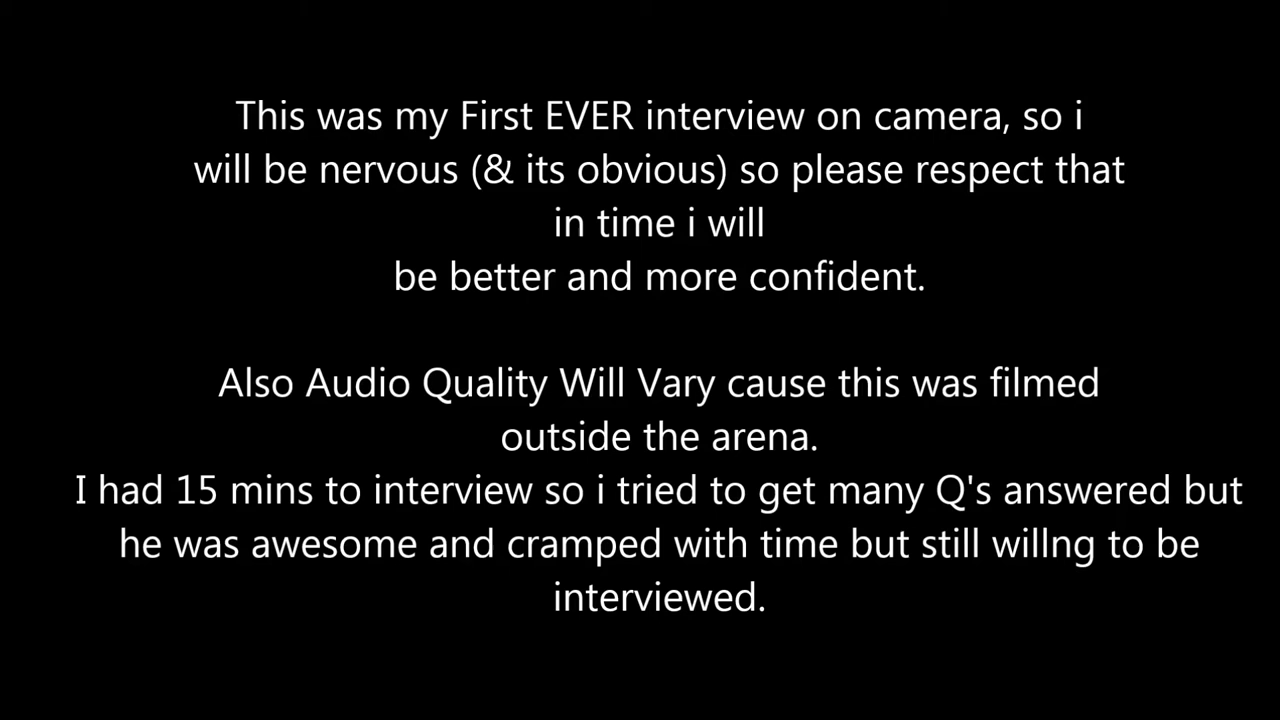 This was my First EVER interview on camera, so i
will be nervous (& its obvious) so please respect that
in time i will
be better and more confident.
Also Audio Quality Will Vary cause this was filmed
outside the arena.
I had 15 mins to interview so i tried to get many Q's answered but
he was awesome and cramped with time but still willng to be
interviewed.